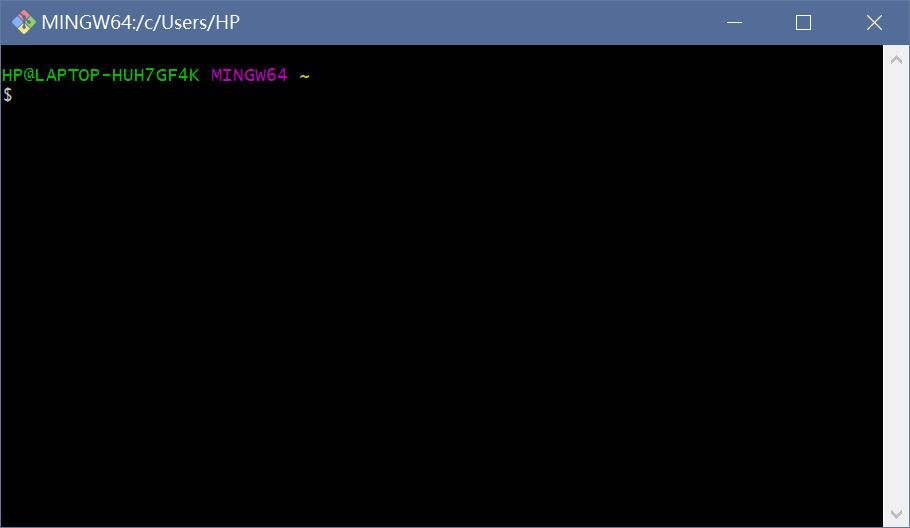 MINGW64:/c/Users/HP
HP@LAPTOP-HUH7GF4K MINGW64 ~
$